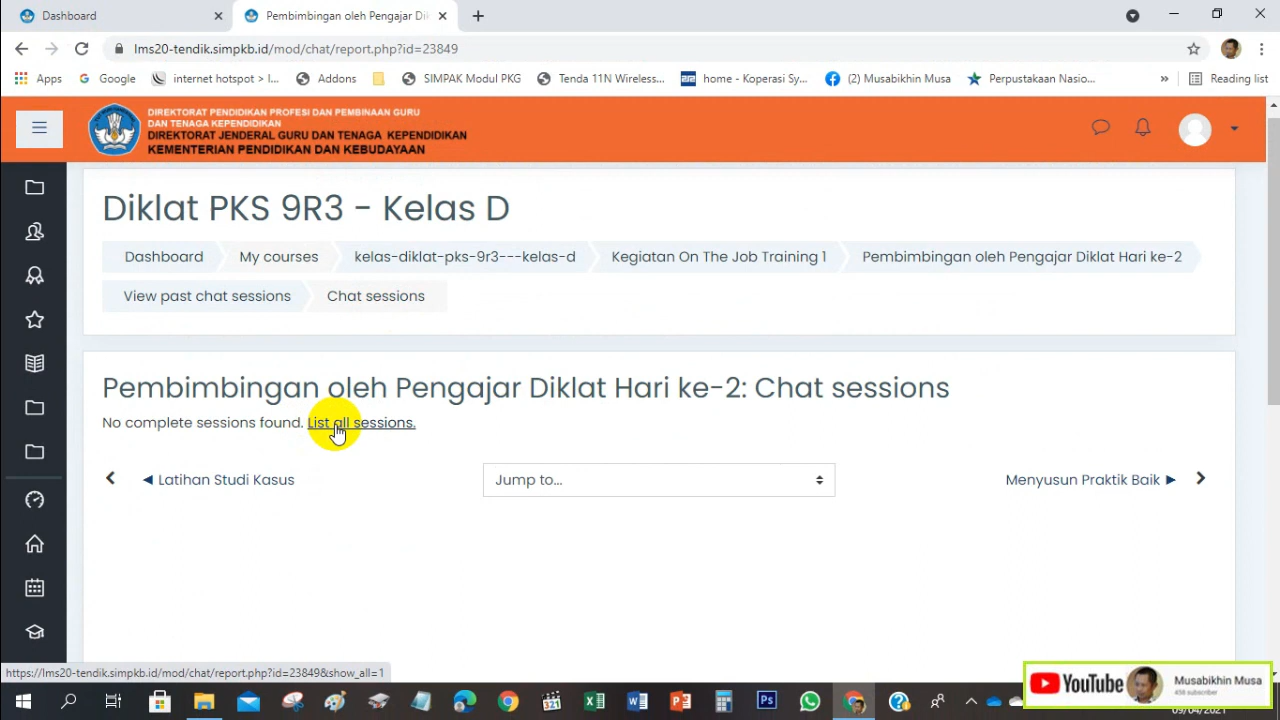 Dashboard
Pembimbingan oleh Pengajar Di
lms20-tendik.simpkb.id/mod/chat/report.php?id=23849
Apps
Google
internet hotspot > I...
Addons
SIMPAK Modul PKG
Tenda 11N Wireless...
home - Koperasi Sy...
(2) Musabikhin Musa
Perpustakaan Nasio...
»
Reading list
DIREKTORAT PENDIDIKAN PROFESI DAN PEMBINAAN GURU
DAN TENAGA KEPENDIDIKAN
DIREKTORAT JENDERAL GURU DAN TENAGA KEPENDIDIKAN
KEMENTERIAN PENDIDIKAN DAN KEBUDAYAAN
Diklat PKS 9R3 - Kelas D
Dashboard
My courses
kelas-diklat-pks-9r3---kelas-d
Kegiatan On The Job Training 1
Pembimbingan oleh Pengajar Diklat Hari ke-2
View past chat sessions
Chat sessions
Pembimbingan oleh Pengajar Diklat Hari ke-2: Chat sessions
No complete sessions found. List all sessions.
◄ Latihan Studi Kasus
Jump to...
Menyusun Praktik Baik ►
https://lms20-tendik.simpkb.id/mod/chat/report.php?id=23849&show_all=1
YouTube
Musabikhin Musa
458 subscriber
09/04/2021